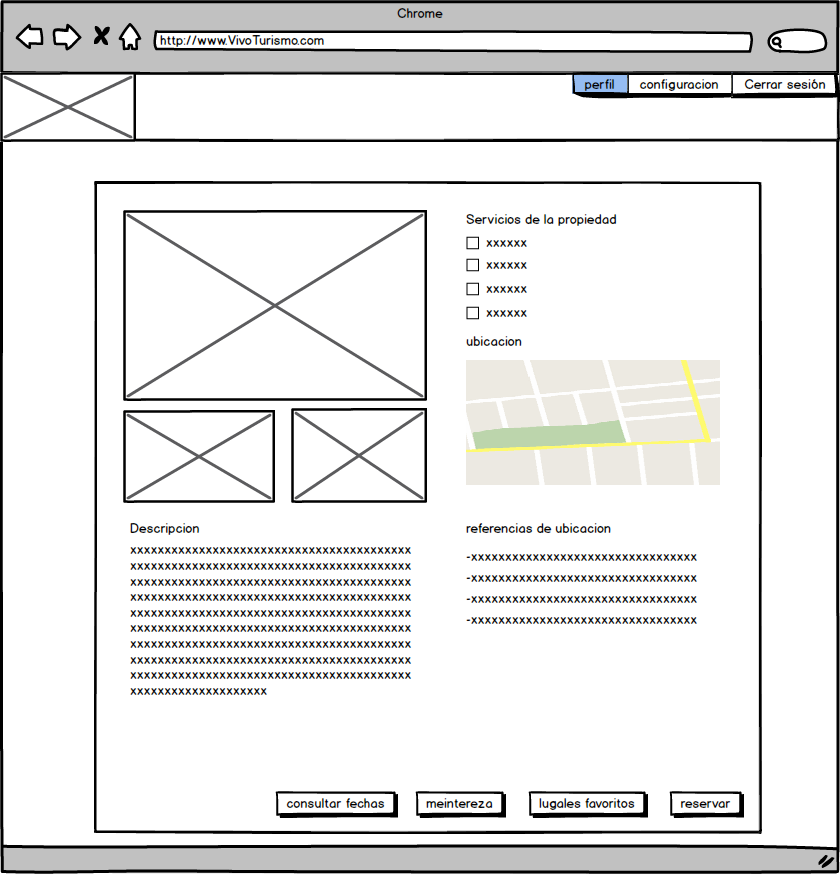 Chrome
http://www.VivoTurismo.com
perfil
configuracion
Cerrar sesión
Servicios de la propiedad
xxxxxx
xxxxxx
xxxxxx
xxxxxx
ubicacion
Descripcion
xxxxxxxxxxxxxxxxxxxxxxxxxxxxxxxxxxxxxxxxx
xxxxxxxxxxxxxxxxxxxxxxxxxxxxxxxxxxxxxxxxx
xxxxxxxxxxxxxxxxxxxxxxxxxxxxxxxxxxxxxxxxx
xxxxxxxxxxxxxxxxxxxxxxxxxxxxxxxxxxxxxxxxx
xxxxxxxxxxxxxxxxxxxxxxxxxxxxxxxxxxxxxxxxx
xxxxxxxxxxxxxxxxxxxxxxxxxxxxxxxxxxxxxxxxx
xxxxxxxxxxxxxxxxxxxxxxxxxxxxxxxxxxxxxxxxx
xxxxxxxxxxxxxxxxxxxxxxxxxxxxxxxxxxxxxxxxx
xxxxxxxxxxxxxxxxxxxxxxxxxxxxxxxxxxxxxxxxx
xxxxxxxxxxxxxxxxxxxx
referencias de ubicacion
-xxxxxxxxxxxxxxxxxxxxxxxxxxxxxxxxx
-xxxxxxxxxxxxxxxxxxxxxxxxxxxxxxxxx
-xxxxxxxxxxxxxxxxxxxxxxxxxxxxxxxxx
-xxxxxxxxxxxxxxxxxxxxxxxxxxxxxxxxx
consultar fechas
meintereza
lugales favoritos
reservar